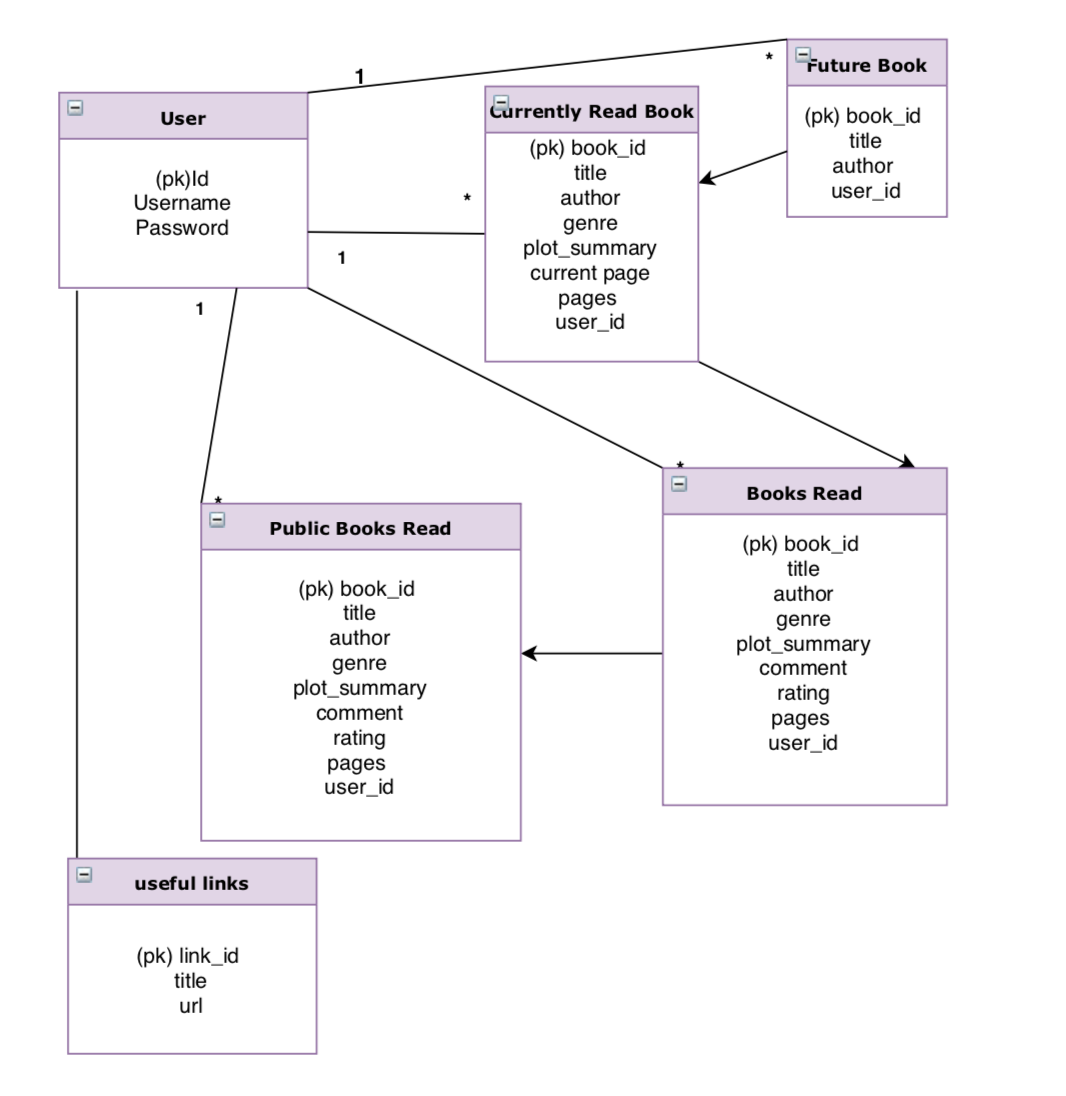 1
*
Future Book
(pk) book_id
title
author
user_id
User
(pk)Id
Username
Password
Currently Read Book
(pk) book_id
title
author
genre
plot_summary
current page
pages
user_id
*
1
1
*
*
Books Read
(pk) book_id
title
author
genre
plot_summary
comment
rating
pages
user_id
Public Books Read
(pk) book_id
title
author
genre
plot_summary
comment
rating
pages
user_id
useful links
(pk) link_id
title
url